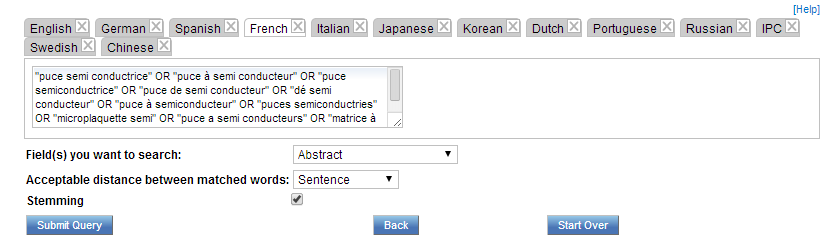 [Help]
English German Spanish French Italian Japanese Korean Dutch Portuguese Russian IPC
Swedish Chinese
"puce semi conductrice" OR "puce à semi conducteur" OR "puce
semiconductrice" OR "puce de semi conducteur" OR "dé semi
conducteur" OR "puce à semiconducteur" OR "puces semiconductries"
OR "microplaquette semi" OR "puce a semi conducteurs" OR "matrice à
Field(s) you want to search: Abstract
Acceptable distance between matched words: Sentence
Stemming
Submit Query Back Start Over